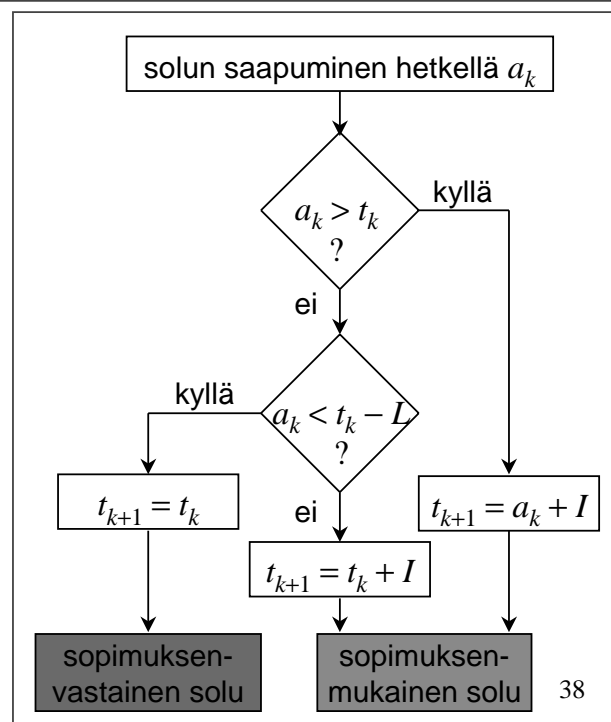 solun saapuminen hetkellä a_k
kyllä
a_k > t_k
?
ei
kyllä
a_k < t_k − L
?
t_{k+1} = t_k
ei
t_{k+1} = a_k + I
t_{k+1} = t_k + I
sopimuksen-
vastainen solu
sopimuksen-
mukainen solu
38